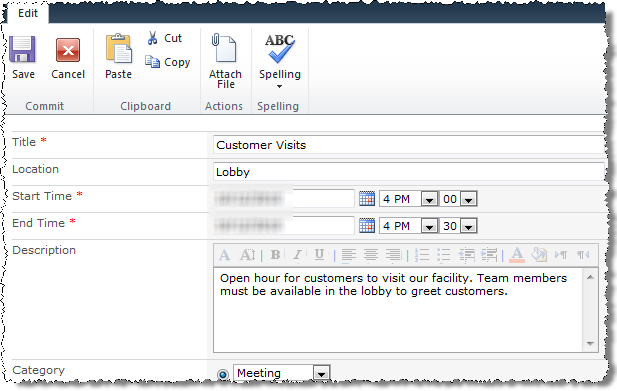 Edit
Save
Cancel
Paste
Cut
Copy
Attach
File
ABC
Spelling
Commit
Clipboard
Actions
Spelling
Title *
Customer Visits
Location
Lobby
Start Time *
4 PM
00
End Time *
4 PM
30
Description
A A B I U A
Open hour for customers to visit our facility. Team members
must be available in the lobby to greet customers.
Category
Meeting